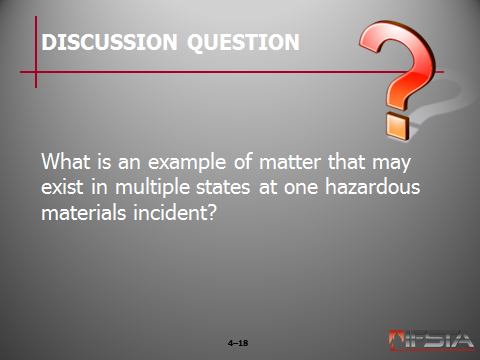 DISCUSSION QUESTION
What is an example of matter that may
exist in multiple states at one hazardous
materials incident?
4–18
IFSTA